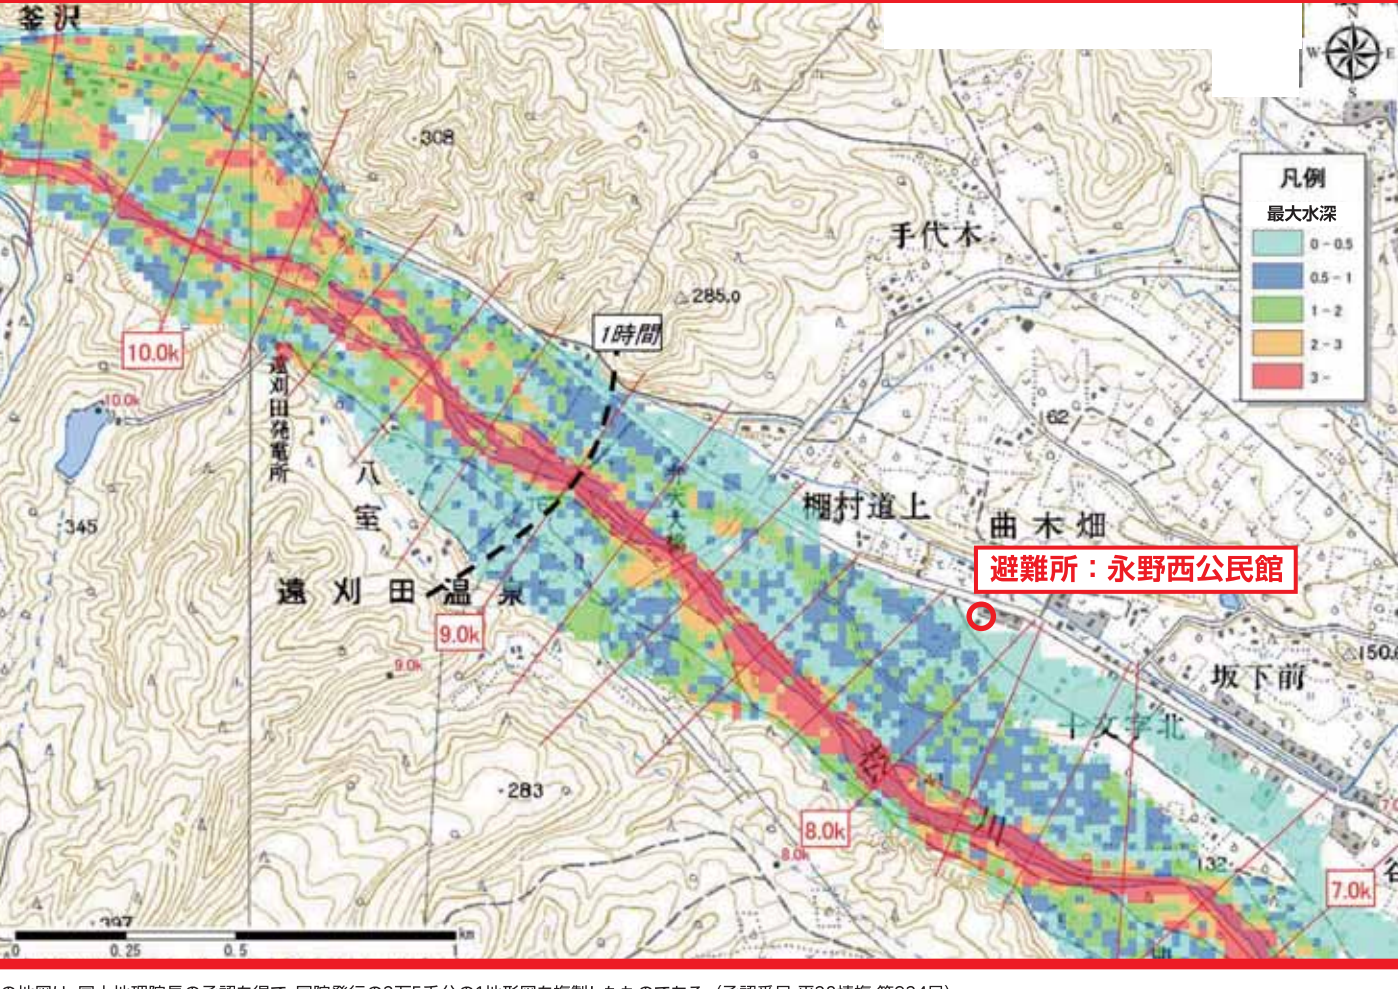 釜沢
N
W
E
S
・308
手代木
凡例
最大水深
0-0.5
0.5-1
1-2
2-3
3-
285.0
1時間
10.0k
10.0k
遠刈田発電所
162
八室
・345
棚村道上
曲木畑
避難所：永野西公民館
遠刈田温泉
9.0k
9.0k
150.
坂下前
十文字北
松川
・283
8.0k
8.0k
132
7.0k
・397
0 0.25 0.5 1 km